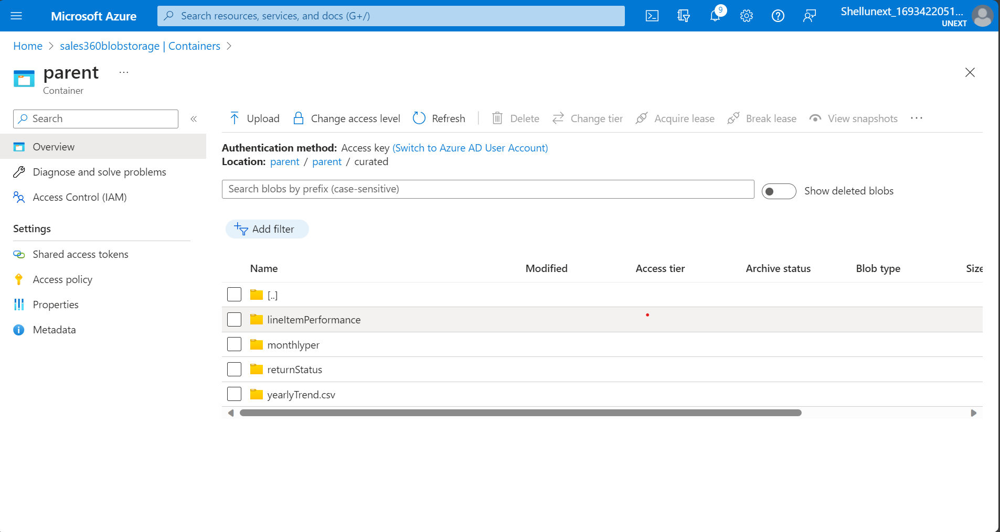 Microsoft Azure
Search resources, services, and docs (G+/)
9
Shellunext_1693422051...
UNEXT
Home > sales360blobstorage | Containers >
parent ...
Container
Search «
Upload Change access level Refresh Delete Change tier Acquire lease Break lease View snapshots ...
Overview
Diagnose and solve problems
Access Control (IAM)
Settings
Shared access tokens
Access policy
Properties
Metadata
Authentication method: Access key (Switch to Azure AD User Account)
Location: parent / parent / curated
Search blobs by prefix (case-sensitive)
Show deleted blobs
Add filter
Name Modified Access tier Archive status Blob type Size
[..]
lineItemPerformance
monthlyper
returnStatus
yearlyTrend.csv